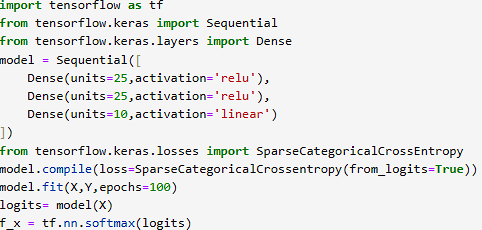 import tensorflow as tf
from tensorflow.keras import Sequential
from tensorflow.keras.layers import Dense
model = Sequential([
    Dense(units=25,activation='relu'),
    Dense(units=25,activation='relu'),
    Dense(units=10,activation='linear')
])
from tensorflow.keras.losses import SparseCategoricalCrossEntropy
model.compile(loss=SparseCategoricalCrossentropy(from_logits=True))
model.fit(X,Y,epochs=100)
logits= model(X)
f_x = tf.nn.softmax(logits)